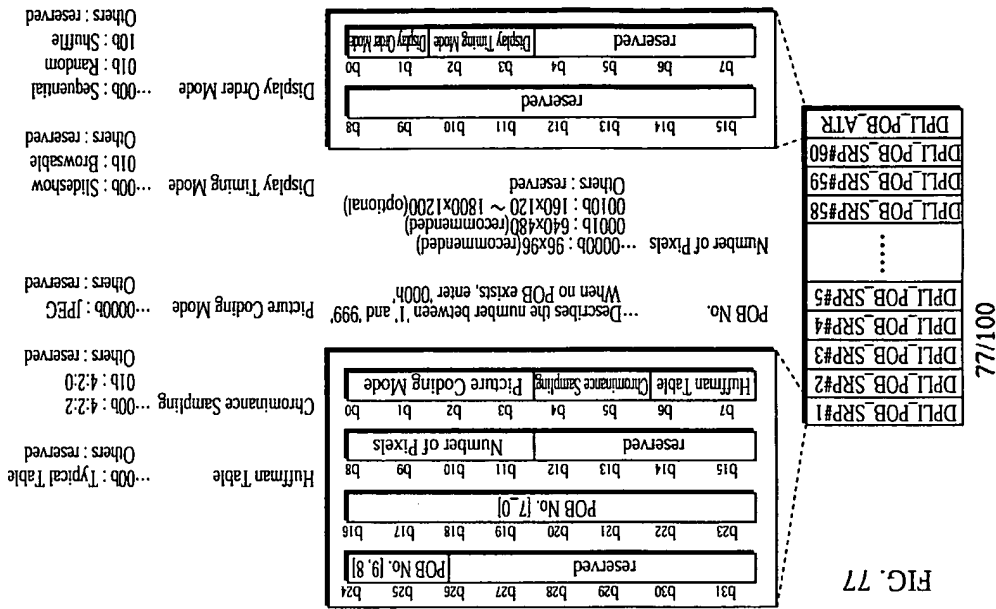 FIG. 77
77/100
DPLI_POB_SRP#1
DPLI_POB_SRP#2
DPLI_POB_SRP#3
DPLI_POB_SRP#4
DPLI_POB_SRP#5
......
DPLI_POB_SRP#58
DPLI_POB_SRP#59
DPLI_POB_SRP#60
DPLI_POB_ATR
b31 b30 b29 b28 b27 b26 b25 b24
reserved POB No. [9, 8]
b23 b22 b21 b20 b19 b18 b17 b16
POB No. [7_0]
b15 b14 b13 b12 b11 b10 b9 b8
reserved Number of Pixels
b7 b6 b5 b4 b3 b2 b1 b0
Huffman Table Chrominance Sampling Picture Coding Mode
POB No. ···Describes the number between '1' and '999'
When no POB exists, enter '000h'
Number of Pixels ···0000b : 96x96(recommended)
0001b : 640x480(recommended)
0010b : 160x120 ~ 1800x1200(optional)
Others : reserved
b15 b14 b13 b12 b11 b10 b9 b8
reserved
b7 b6 b5 b4 b3 b2 b1 b0
reserved Display Timing Mode Display Order Mode
Huffman Table ···00b : Typical Table
Others : reserved
Chrominance Sampling ···00b : 4:2:2
01b : 4:2:0
Others : reserved
Picture Coding Mode ···0000b : JPEG
Others : reserved
Display Timing Mode ···00b : Slideshow
01b : Browsable
Others : reserved
Display Order Mode ···00b : Sequential
01b : Random
10b : Shuffle
Others : reserved